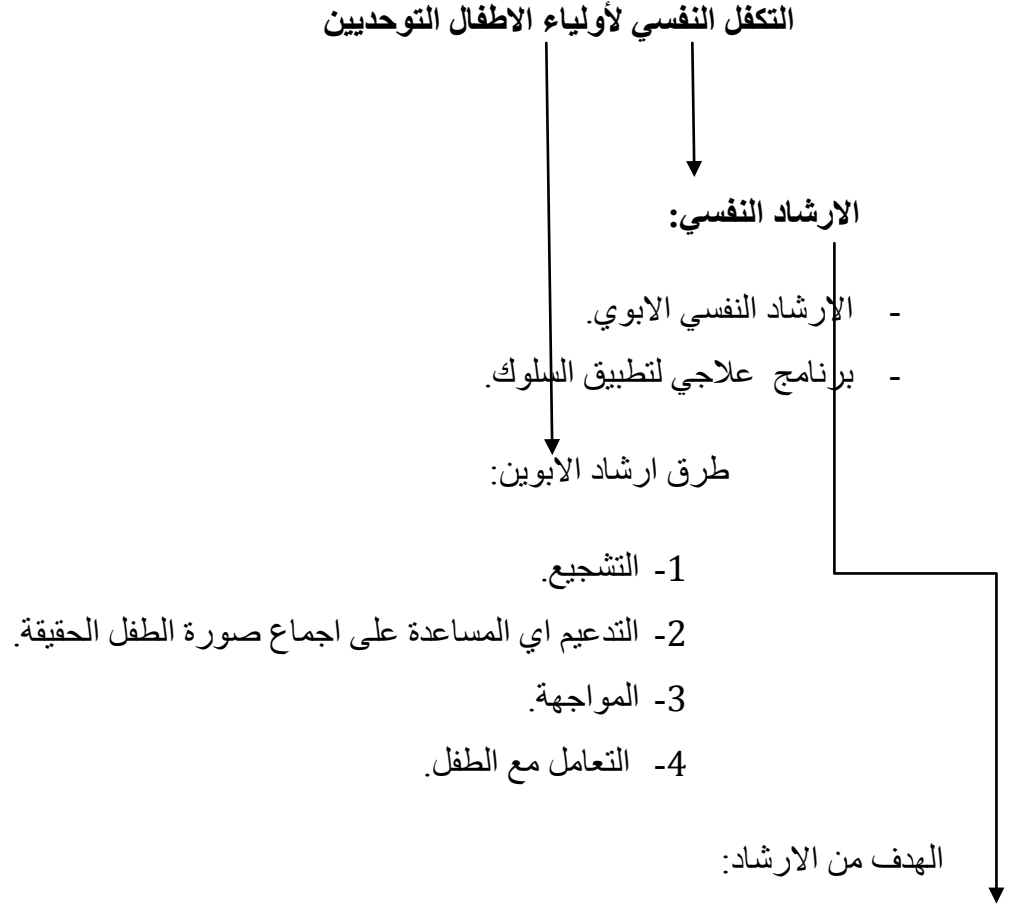 التكفل النفسي لأولياء الاطفال التوحديين
الارشاد النفسي:
- الارشاد النفسي الابوي.
- برنامج علاجي لتطبيق السلوك.
طرق ارشاد الابوين:
1- التشجيع.
2- التدعيم اي المساعدة على اجماع صورة الطفل الحقيقة.
3- المواجهة.
4- التعامل مع الطفل.
الهدف من الارشاد: